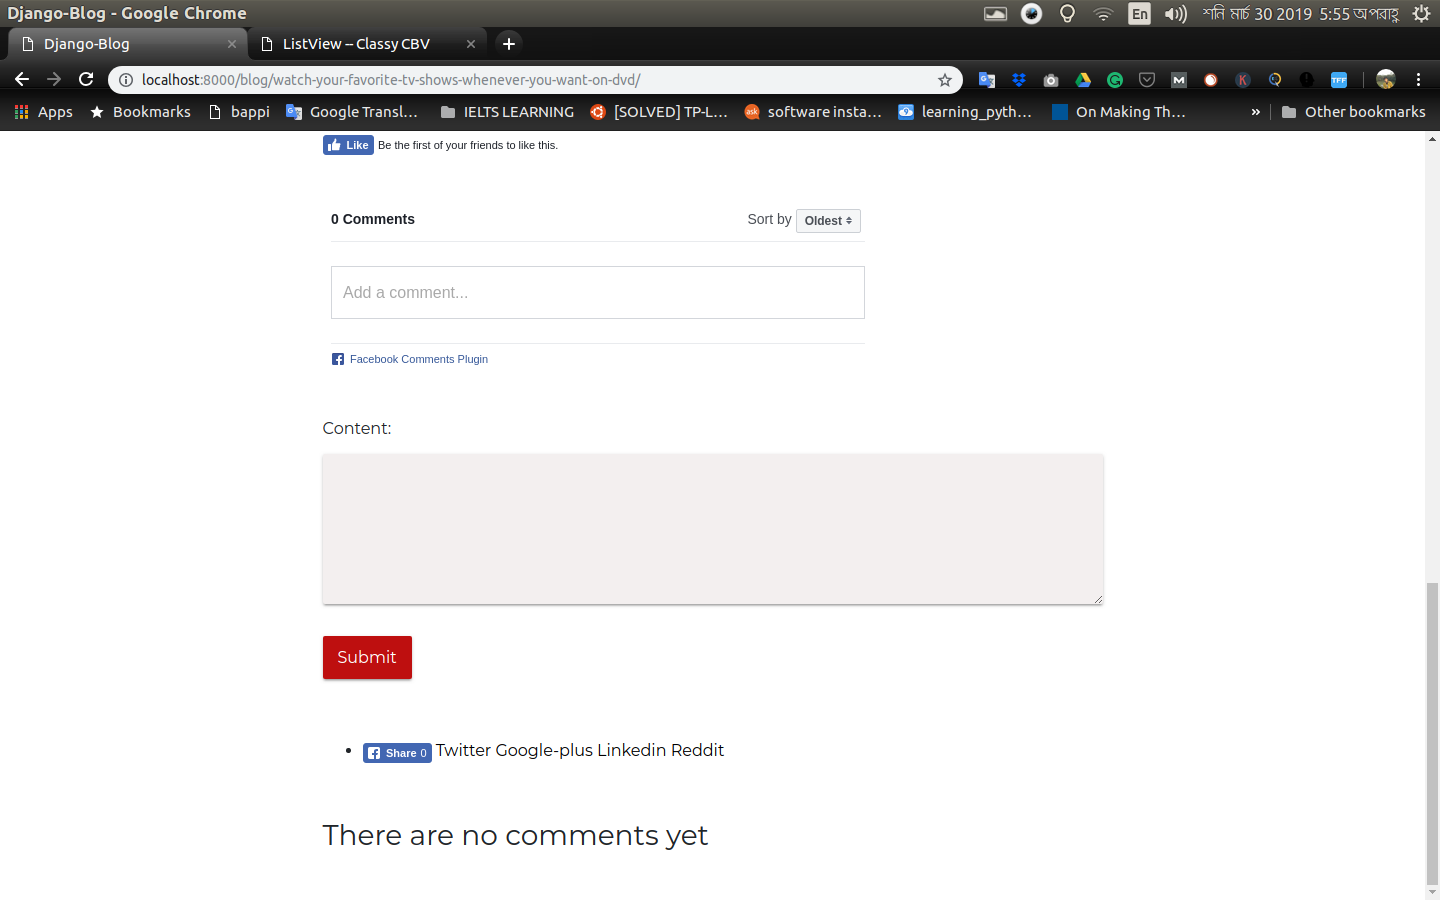 Django-Blog - Google Chrome
En
শনি মার্চ 30 2019 5:55 অপরাহ্ণ
Django-Blog
ListView – Classy CBV
localhost:8000/blog/watch-your-favorite-tv-shows-whenever-you-want-on-dvd/
Apps
Bookmarks
bappi
Google Transl…
IELTS LEARNING
[SOLVED] TP-L…
software insta…
learning_pyth…
On Making Th…
»
Other bookmarks
Like
Be the first of your friends to like this.
0 Comments
Sort by Oldest
Add a comment...
Facebook Comments Plugin
Content:
Submit
Share 0 Twitter Google-plus Linkedin Reddit
There are no comments yet